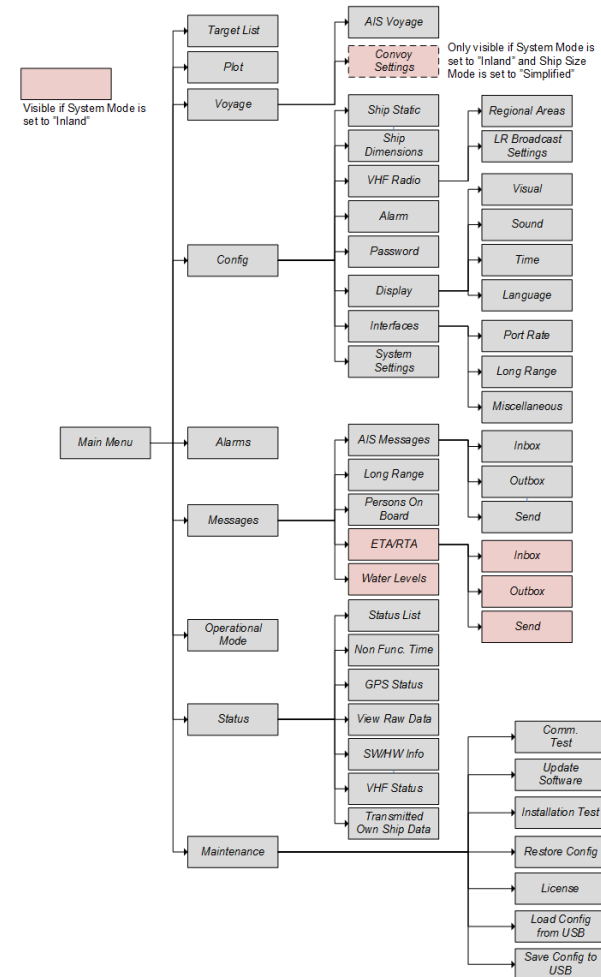 Target List
Plot
Voyage
AIS Voyage
Convoy
Settings
Only visible if System Mode is
set to "Inland" and Ship Size
Mode is set to "Simplified"
Visible if System Mode is
set to "Inland"
Config
Ship Static
Ship
Dimensions
VHF Radio
Alarm
Password
Display
Interfaces
System
Settings
Regional Areas
LR Broadcast
Settings
Visual
Sound
Time
Language
Port Rate
Long Range
Miscellaneous
Main Menu
Alarms
Messages
AIS Messages
Long Range
Persons On
Board
ETA/RTA
Water Levels
Inbox
Outbox
Send
Inbox
Outbox
Send
Operational
Mode
Status
Status List
Non Func. Time
GPS Status
View Raw Data
SW/HW Info
VHF Status
Transmitted
Own Ship Data
Maintenance
Comm.
Test
Update
Software
Installation Test
Restore Config
License
Load Config
from USB
Save Config to
USB